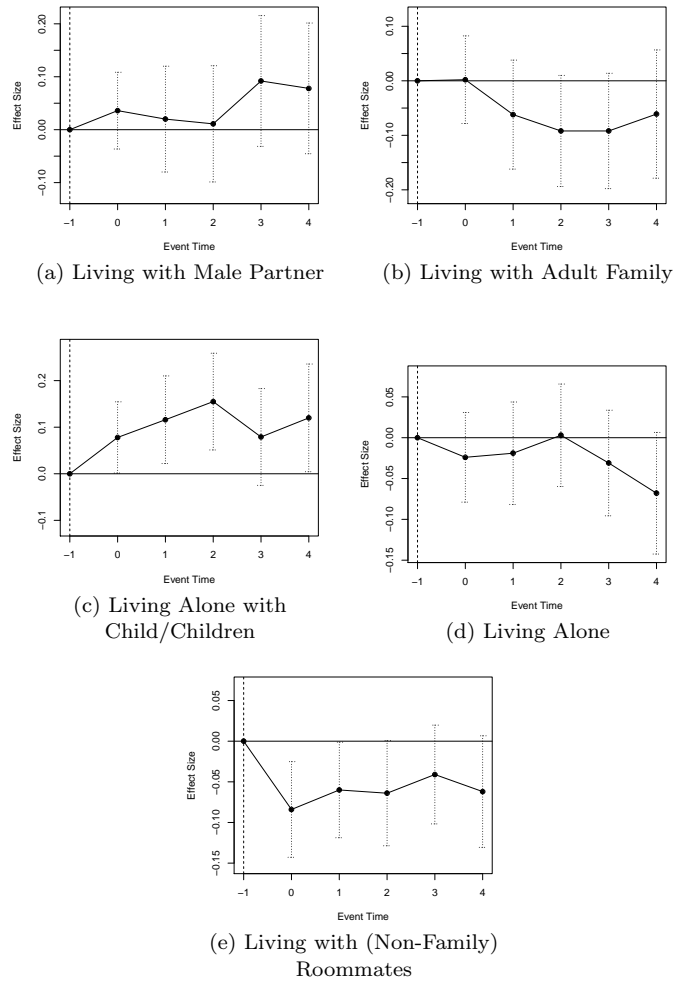 0.20
0.10
0.00
−0.10
Effect Size
−1 0 1 2 3 4
Event Time
(a) Living with Male Partner
0.10
0.00
−0.10
−0.20
Effect Size
−1 0 1 2 3 4
Event Time
(b) Living with Adult Family
0.2
0.1
0.0
−0.1
Effect Size
−1 0 1 2 3 4
Event Time
(c) Living Alone with
Child/Children
0.05
0.00
−0.05
−0.10
−0.15
Effect Size
−1 0 1 2 3 4
Event Time
(d) Living Alone
0.05
0.00
−0.05
−0.10
−0.15
Effect Size
−1 0 1 2 3 4
Event Time
(e) Living with (Non-Family)
Roommates